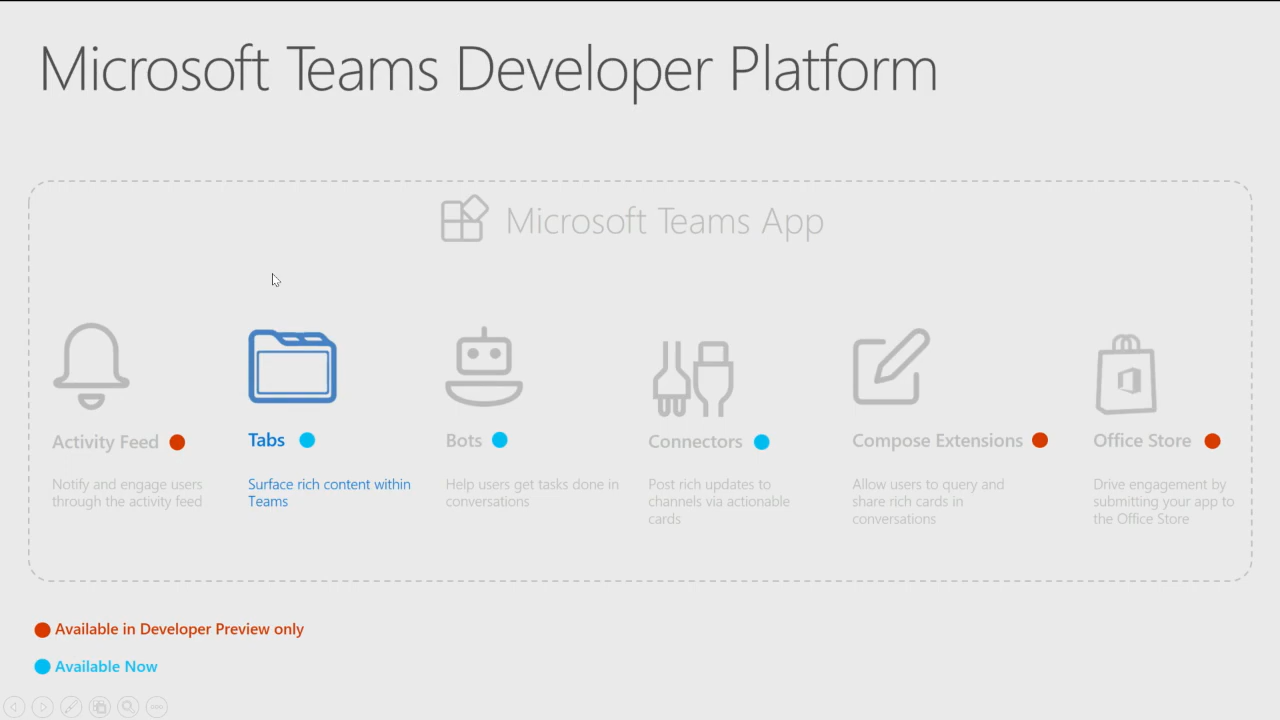 Microsoft Teams Developer Platform
Microsoft Teams App
Activity Feed
Notify and engage users
through the activity feed
Tabs
Surface rich content within
Teams
Bots
Help users get tasks done in
conversations
Connectors
Post rich updates to
channels via actionable
cards
Compose Extensions
Allow users to query and
share rich cards in
conversations
Office Store
Drive engagement by
submitting your app to
the Office Store
Available in Developer Preview only
Available Now